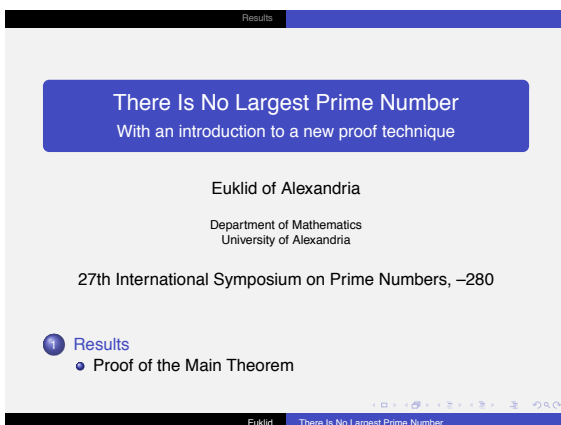 Results
There Is No Largest Prime Number
With an introduction to a new proof technique
Euklid of Alexandria
Department of Mathematics
University of Alexandria
27th International Symposium on Prime Numbers, –280
1 Results
Proof of the Main Theorem
Euklid There Is No Largest Prime Number